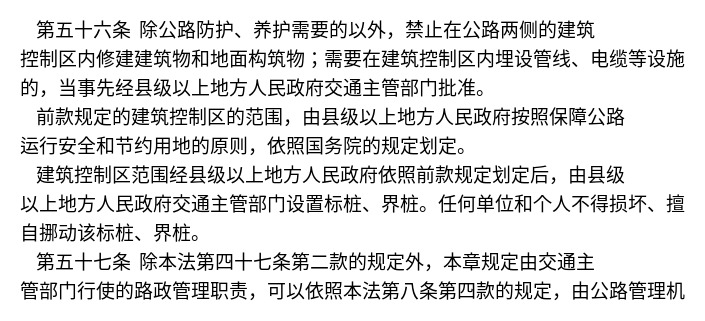 第五十六条 除公路防护、养护需要的以外，禁止在公路两侧的建筑
控制区内修建建筑物和地面构筑物；需要在建筑控制区内埋设管线、电缆等设施
的，当事先经县级以上地方人民政府交通主管部门批准。
前款规定的建筑控制区的范围，由县级以上地方人民政府按照保障公路
运行安全和节约用地的原则，依照国务院的规定划定。
建筑控制区范围经县级以上地方人民政府依照前款规定划定后，由县级
以上地方人民政府交通主管部门设置标桩、界桩。任何单位和个人不得损坏、擅
自挪动该标桩、界桩。
第五十七条 除本法第四十七条第二款的规定外，本章规定由交通主
管部门行使的路政管理职责，可以依照本法第八条第四款的规定，由公路管理机